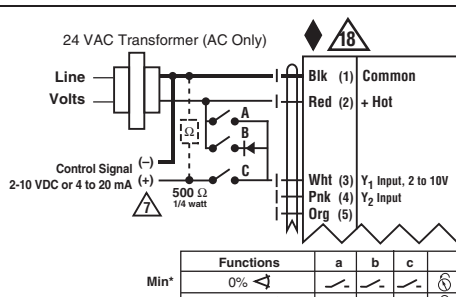 24 VAC Transformer (AC Only)
18
Line
Volts
Blk (1) Common
Red (2) + Hot
A
Ω
B
C
Control Signal (–)
2-10 VDC or 4 to 20 mA (+)
7
500 Ω
1/4 watt
Wht (3) Y1 Input, 2 to 10V
Pnk (4) Y2 Input
Org (5)
Functions a b c
Min* 0%